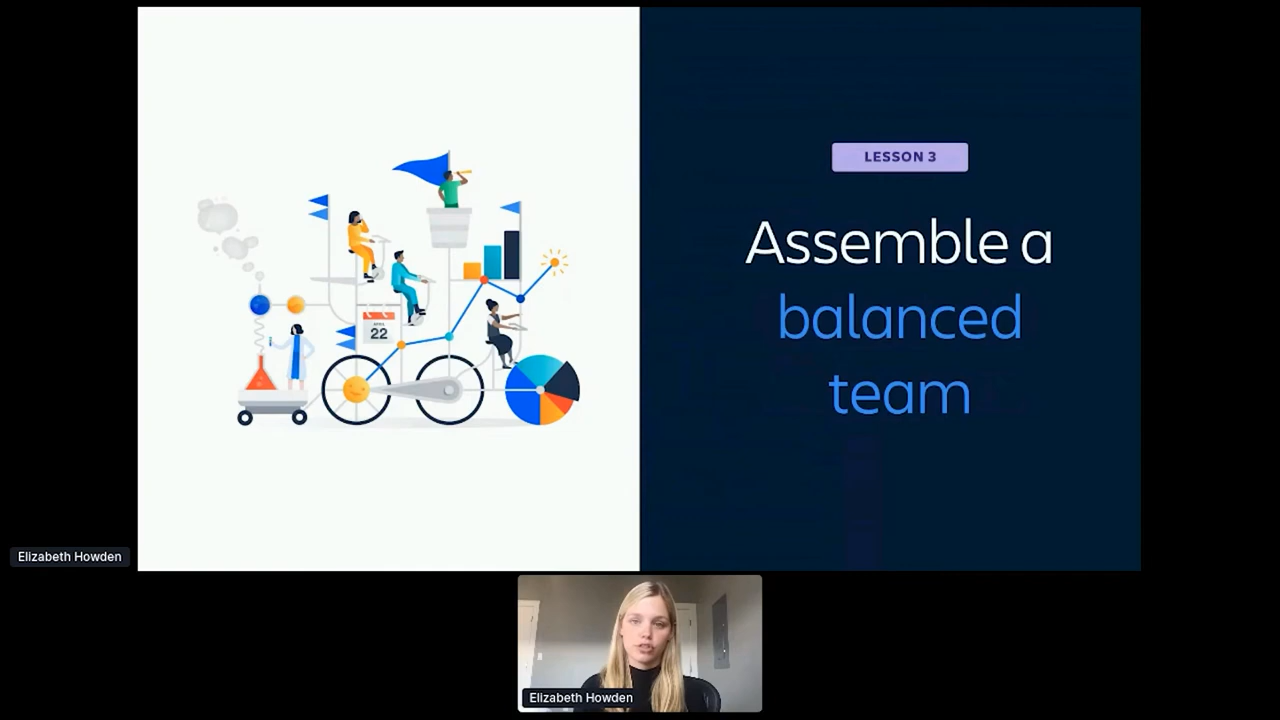 LESSON 3
Assemble a
balanced
team
22
Elizabeth Howden
Elizabeth Howden